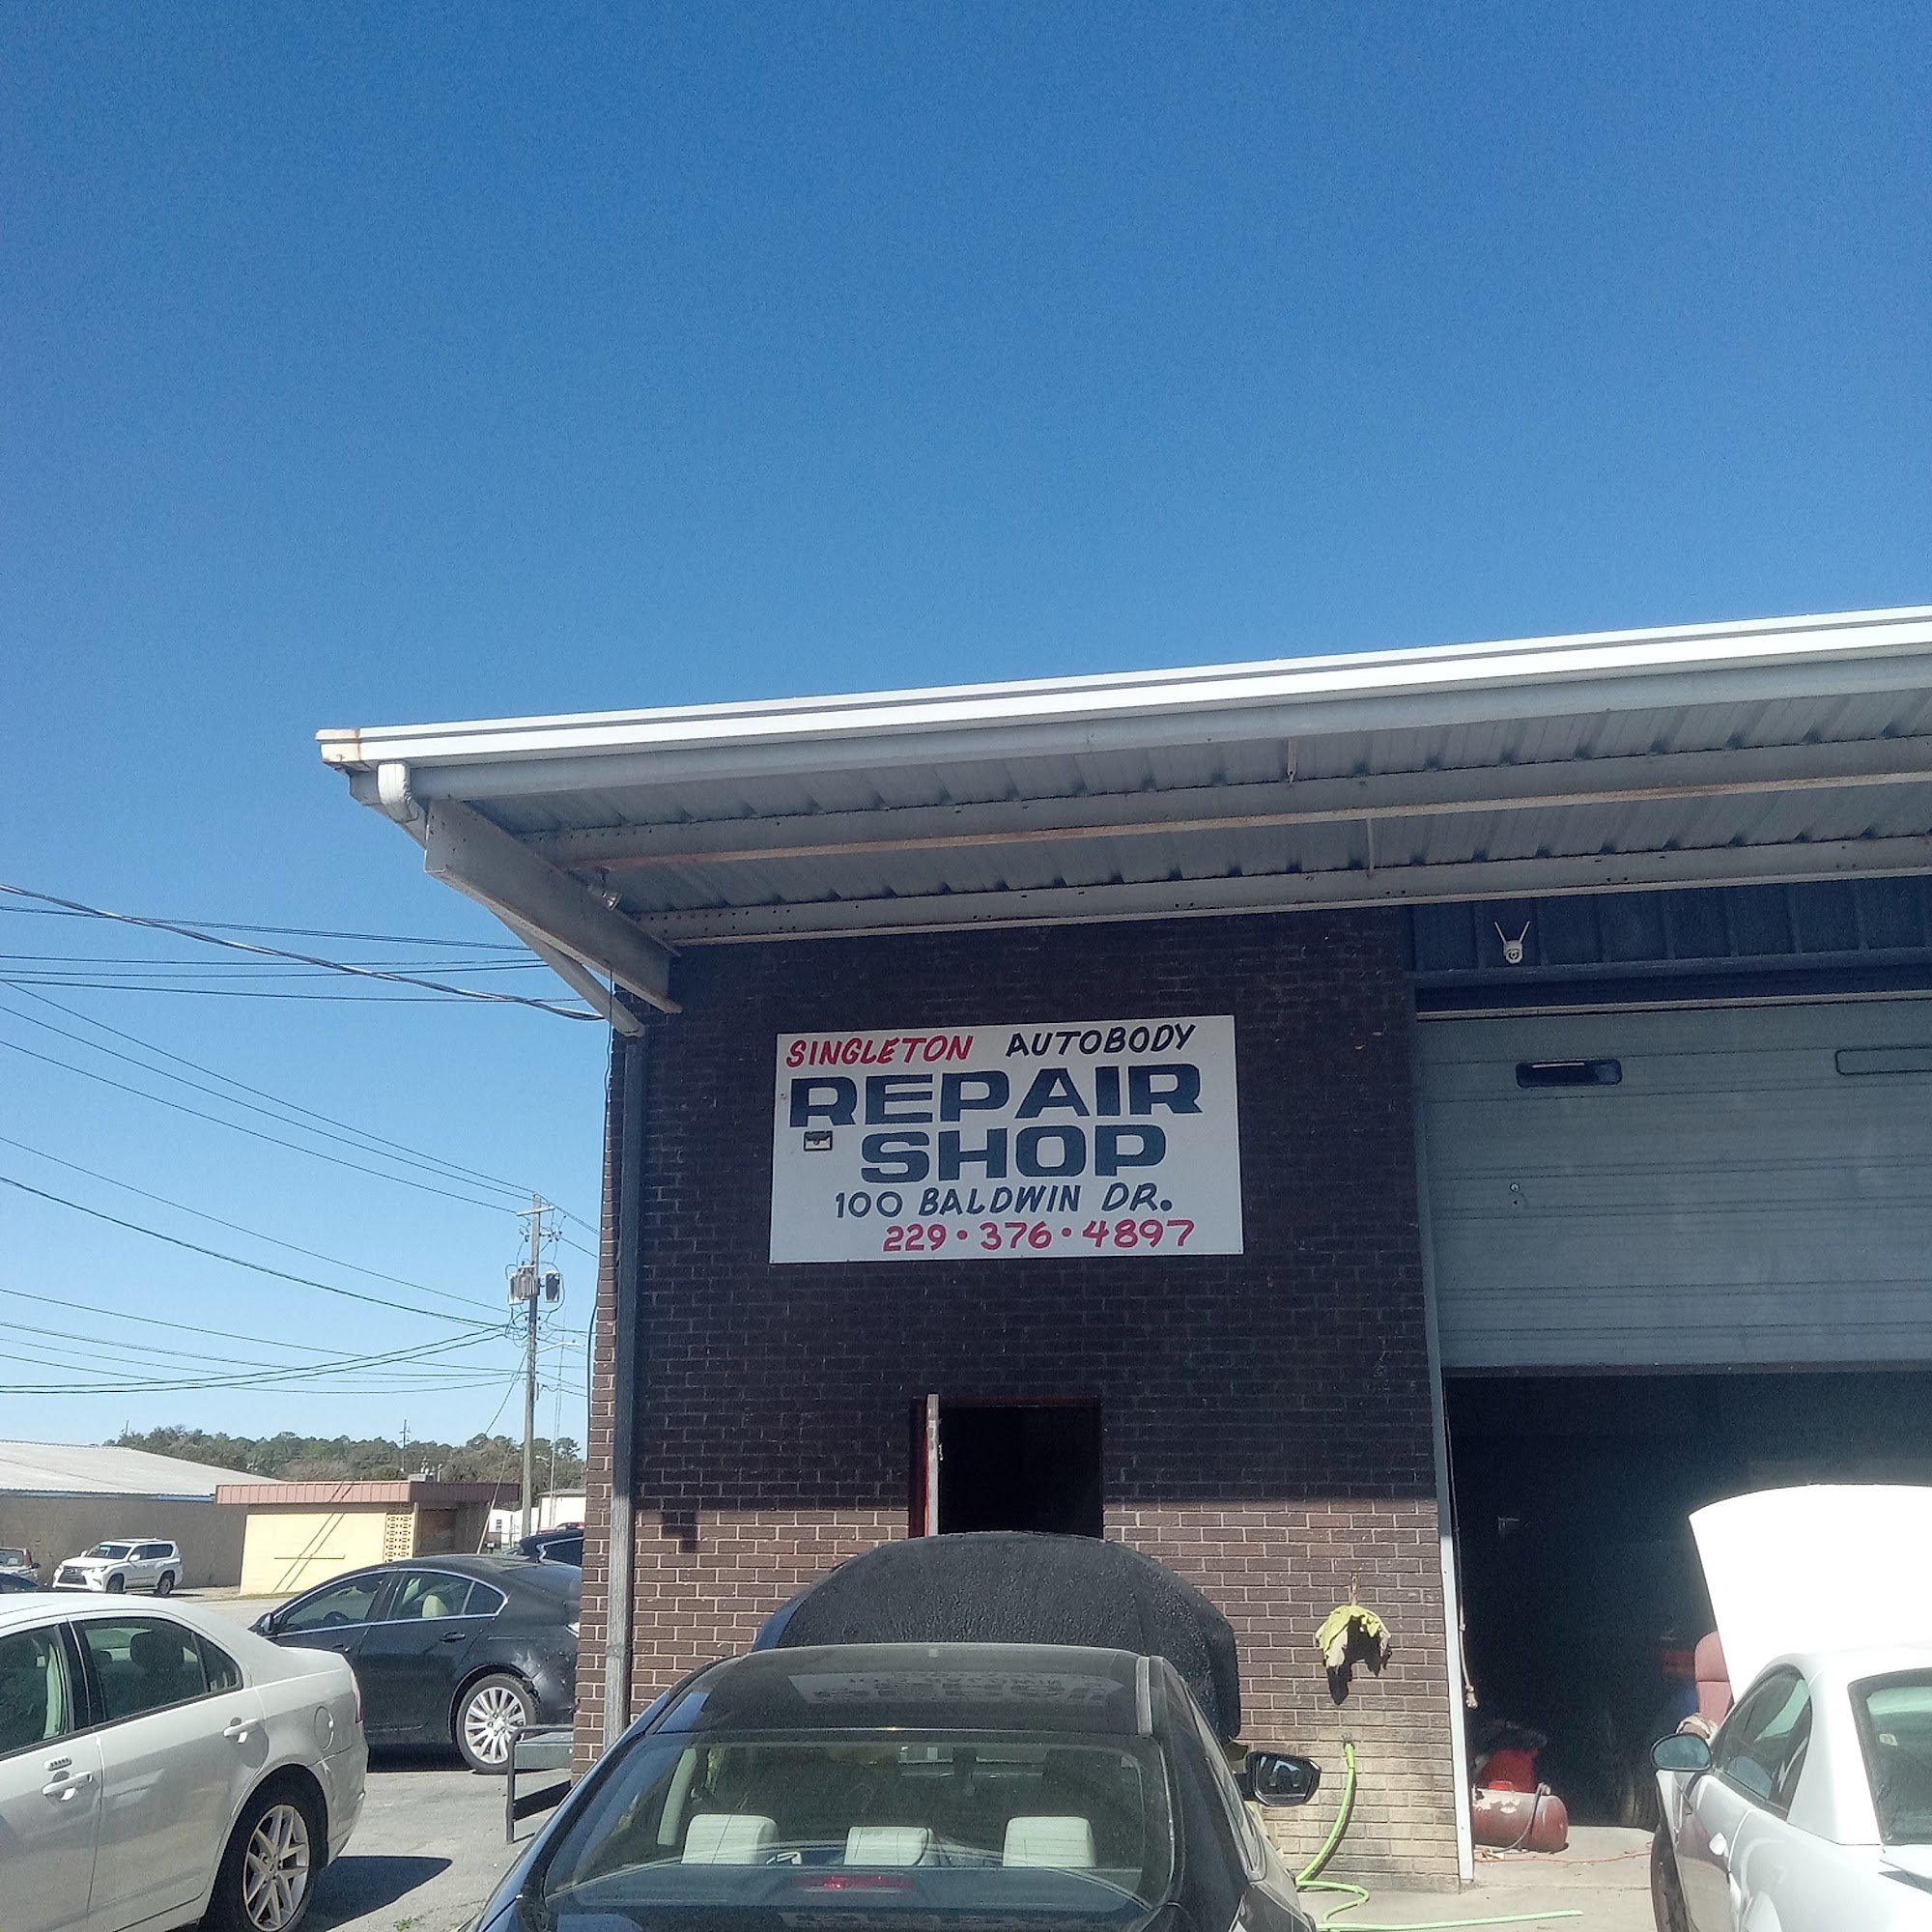 SINGLETON AUTOBODY
REPAIR
SHOP
100 BALDWIN DR.
229•376•4897